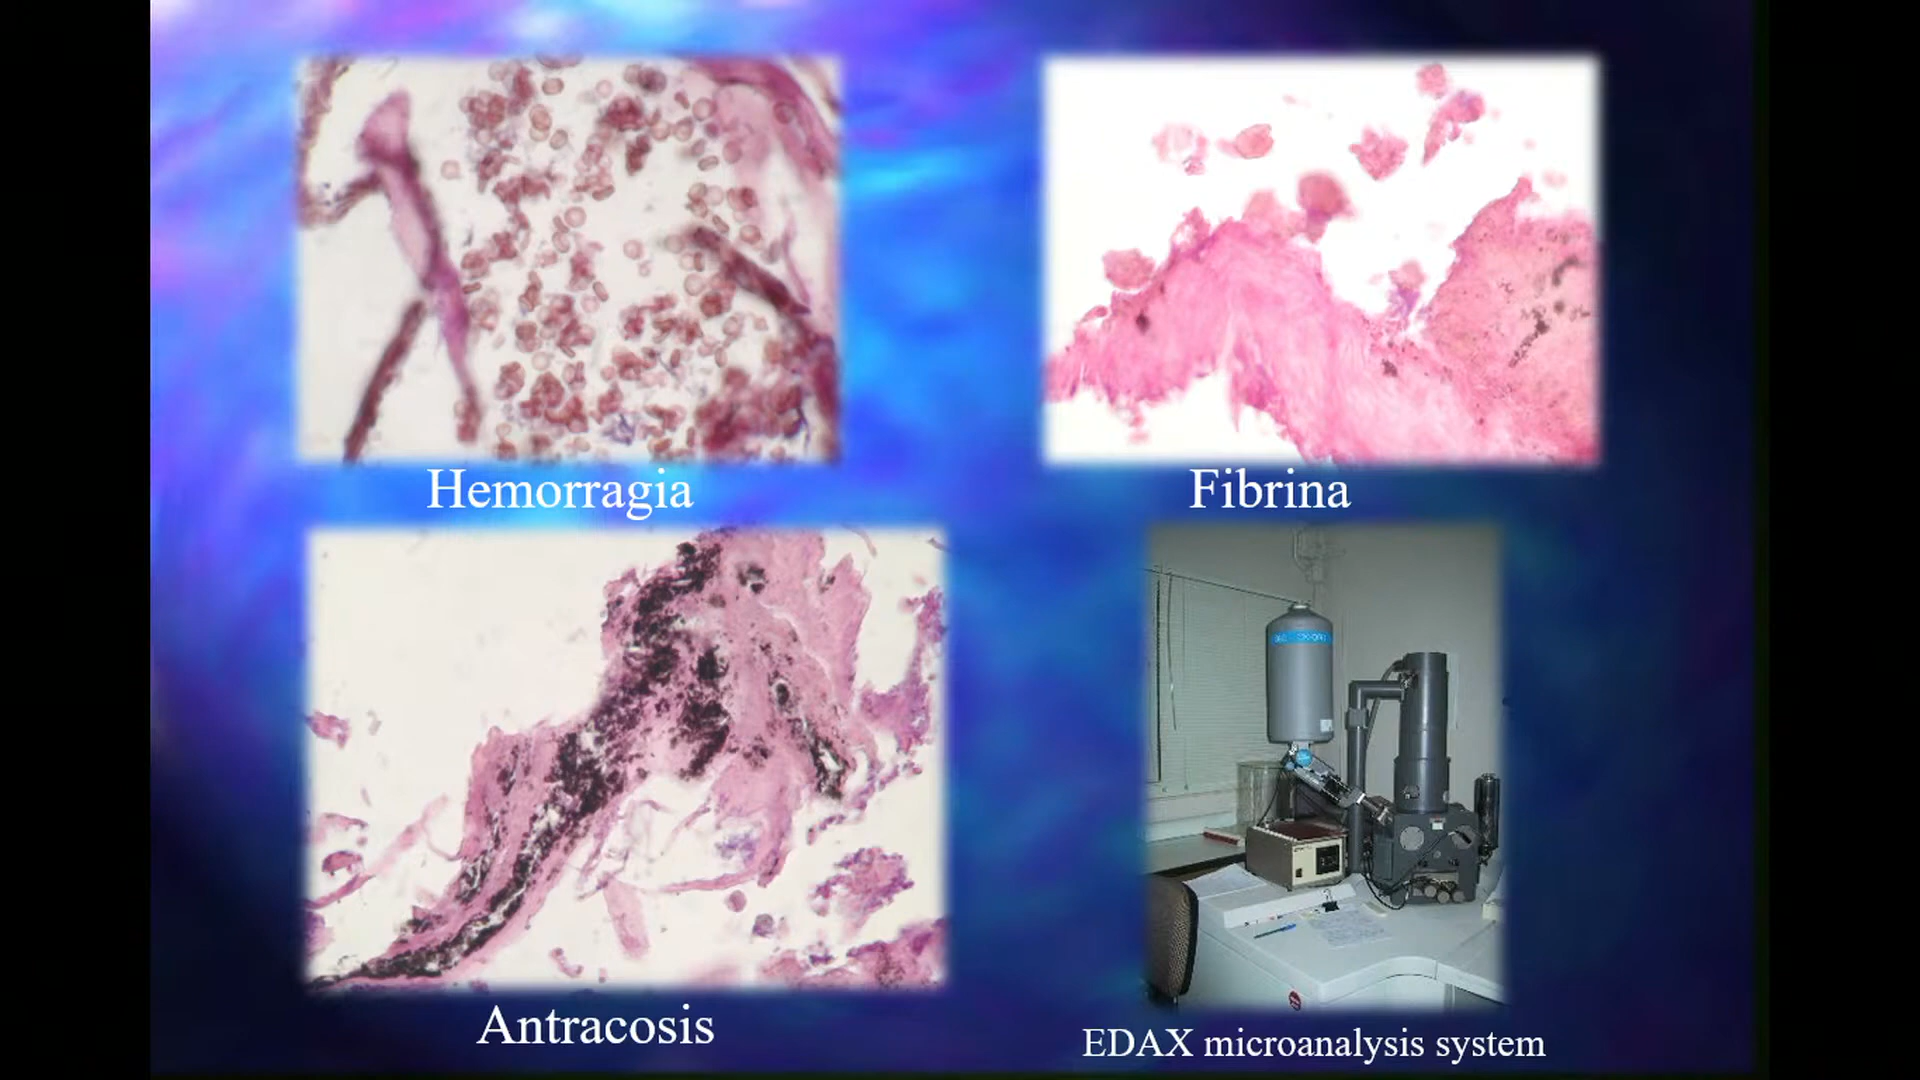 Hemorragia
Fibrina
Antracosis
EDAX microanalysis system